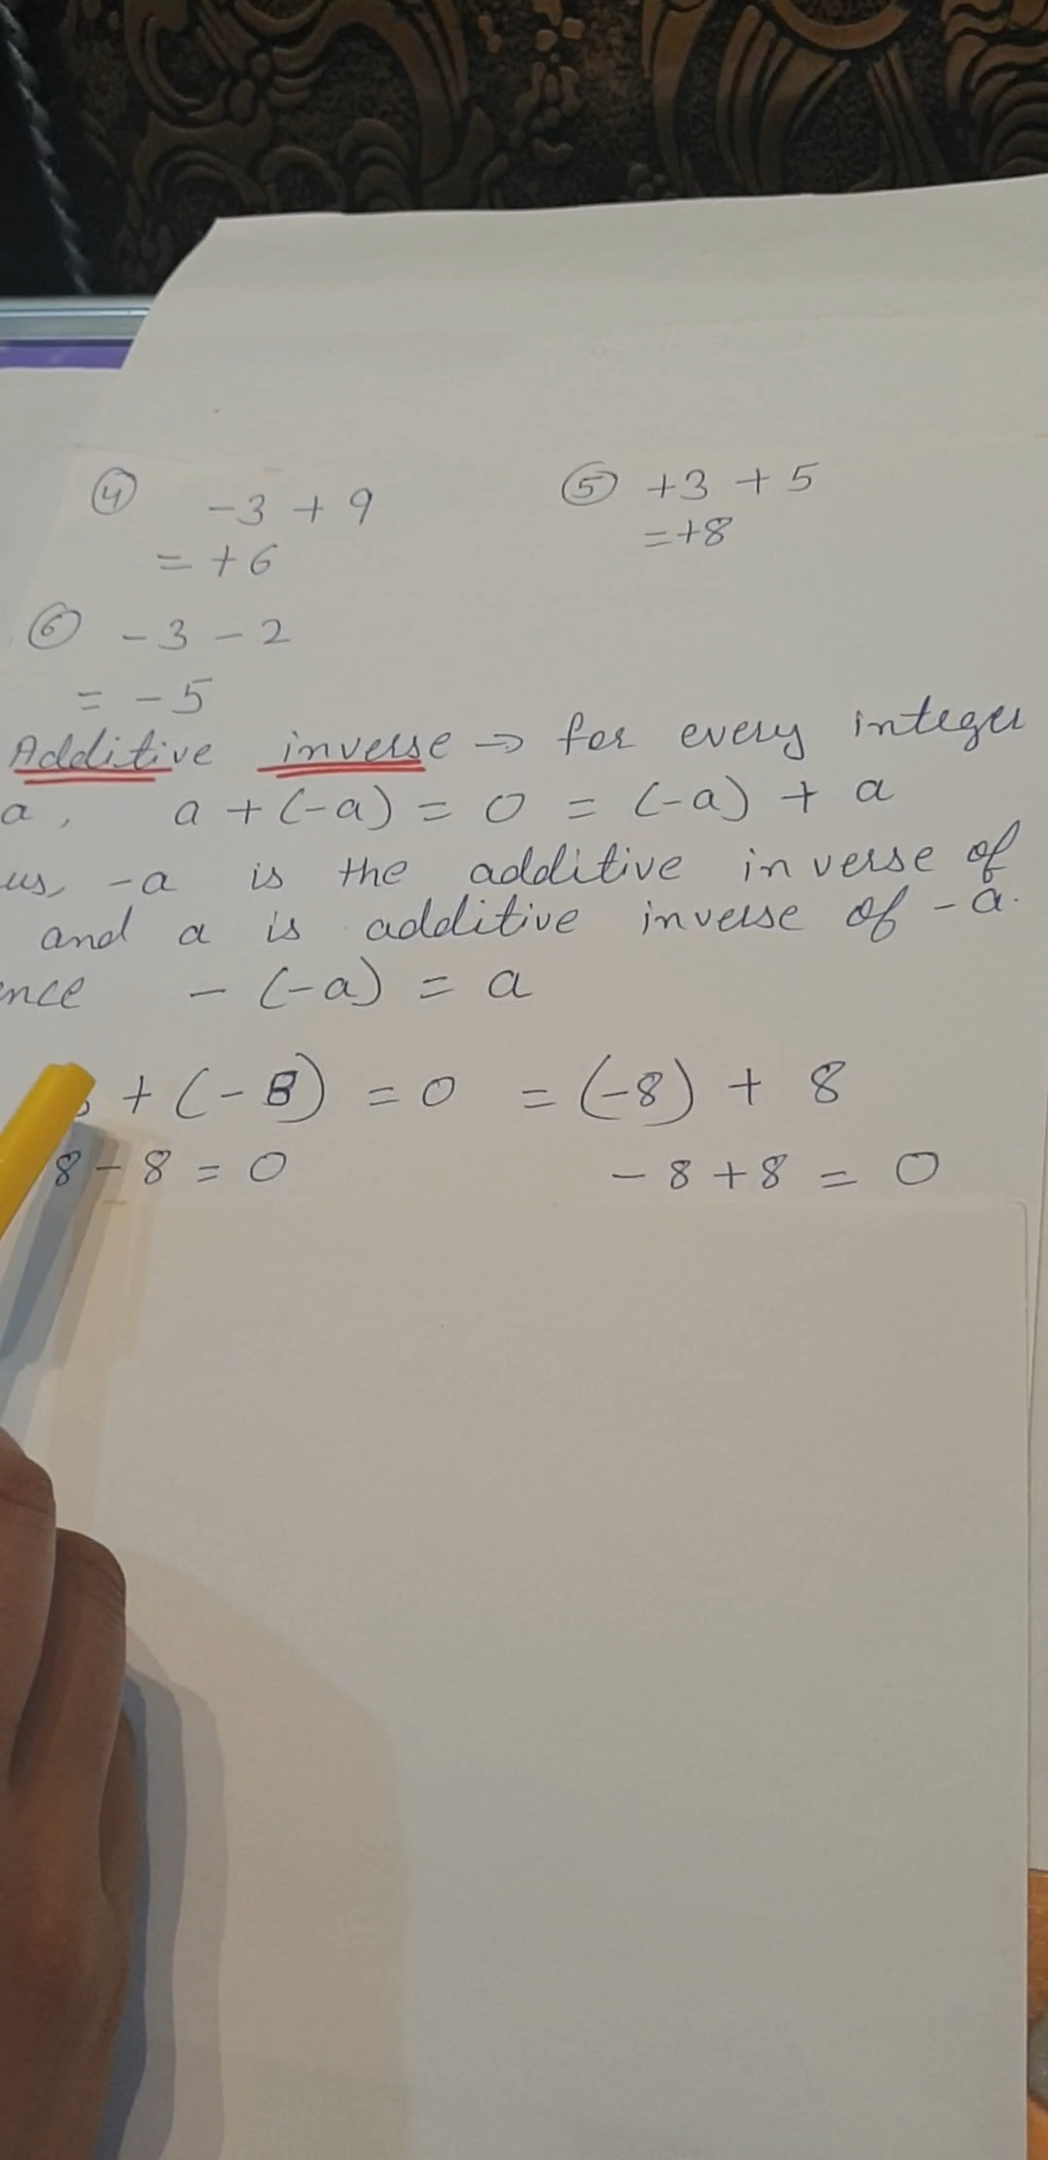 ④ -3 + 9
= +6
⑤ +3 + 5
= +8
⑥ -3 - 2
= -5
Additive inverse → for every integer
a, a + (-a) = 0 = (-a) + a
us, -a is the additive inverse of
and a is additive inverse of -a.
ence - (-a) = a
+ (-8) = 0 = (-8) + 8
8 - 8 = 0 -8 + 8 = 0